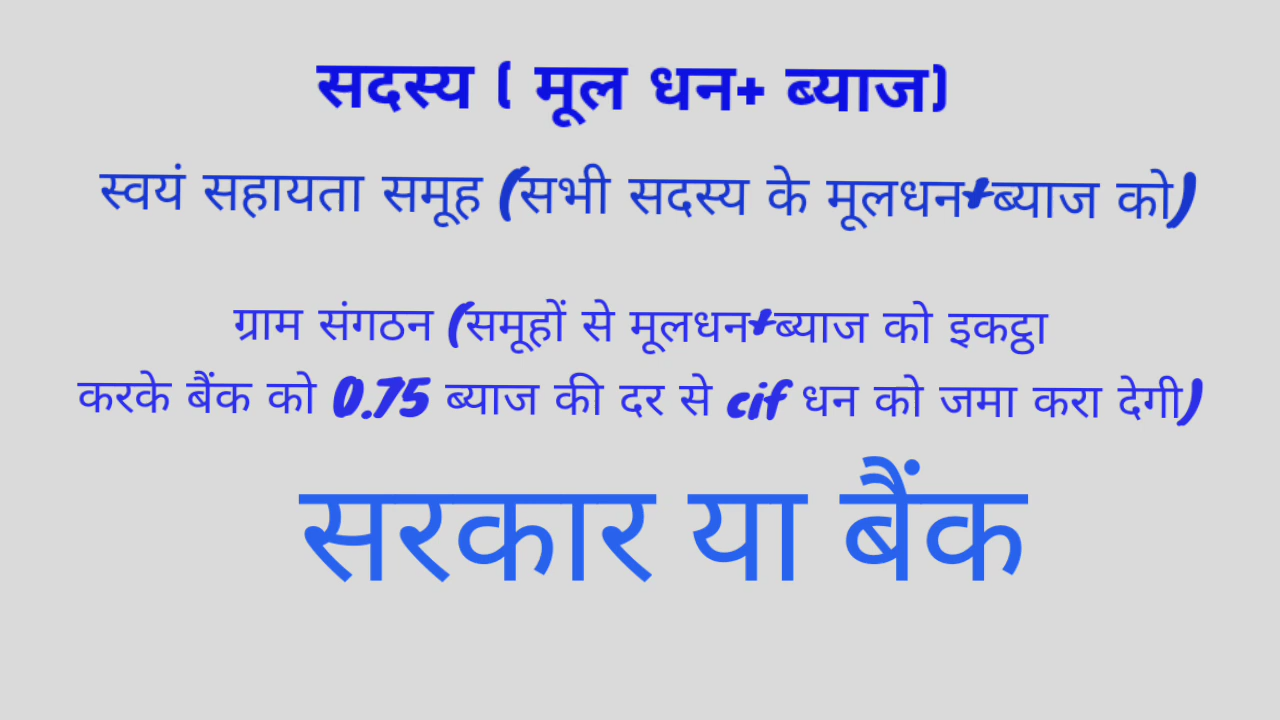 सदस्य ( मूल धन+ ब्याज)
स्वयं सहायता समूह (सभी सदस्य के मूलधन+ब्याज को)
ग्राम संगठन (समूहों से मूलधन+ब्याज को इकट्ठा
करके बैंक को 0.75 ब्याज की दर से cif धन को जमा करा देगी)
सरकार या बैंक